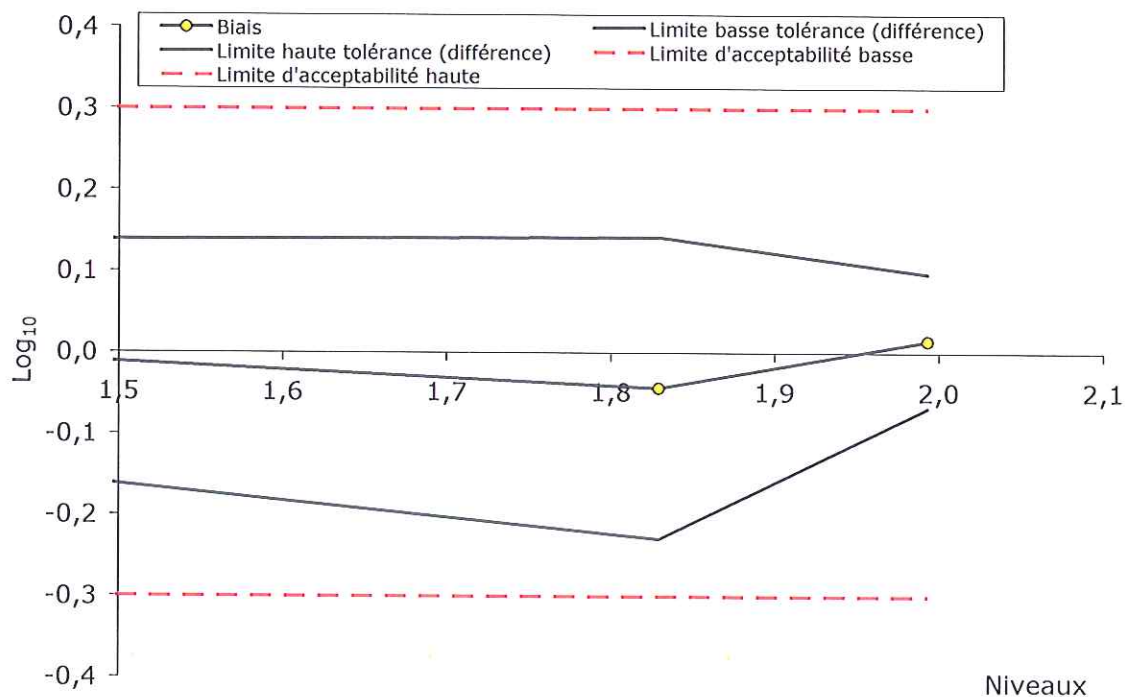 0,4
Biais
Limite basse tolérance (différence)
Limite haute tolérance (différence)
Limite d'acceptabilité basse
Limite d'acceptabilité haute
0,3
0,2
0,1
Log10
0,0
1,5 1,6 1,7 1,8 1,9 2,0 2,1
-0,1
-0,2
-0,3
-0,4
Niveaux